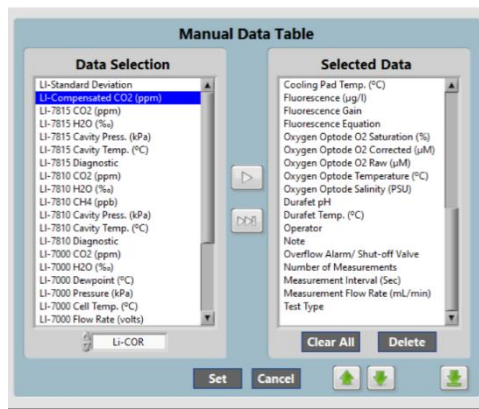 Manual Data Table
Data Selection
LI-Standard Deviation
LI-Compensated CO2 (ppm)
LI-7815 CO2 (ppm)
LI-7815 H2O (‰)
LI-7815 Cavity Press. (kPa)
LI-7815 Cavity Temp. (ºC)
LI-7815 Diagnostic
LI-7810 CO2 (ppm)
LI-7810 H2O (‰)
LI-7810 CH4 (ppb)
LI-7810 Cavity Press. (kPa)
LI-7810 Cavity Temp. (ºC)
LI-7810 Diagnostic
LI-7000 CO2 (ppm)
LI-7000 H2O (‰)
LI-7000 Dewpoint (ºC)
LI-7000 Pressure (kPa)
LI-7000 Cell Temp. (ºC)
LI-7000 Flow Rate (volts)
Li-COR
Selected Data
Cooling Pad Temp. (ºC)
Fluorescence (µg/l)
Fluorescence Gain
Fluorescence Equation
Oxygen Optode O2 Saturation (%)
Oxygen Optode O2 Corrected (µM)
Oxygen Optode O2 Raw (µM)
Oxygen Optode Temperature (ºC)
Oxygen Optode Salinity (PSU)
Durafet pH
Durafet Temp. (ºC)
Operator
Note
Overflow Alarm/ Shut-off Valve
Number of Measurements
Measurement Interval (Sec)
Measurement Flow Rate (mL/min)
Test Type
Clear All Delete
Set Cancel